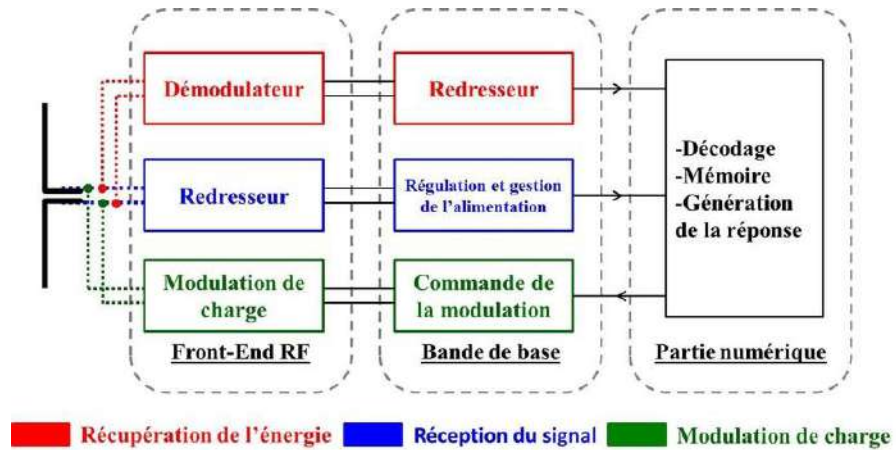 Démodulateur
Redresseur
-Décodage
-Mémoire
-Génération
de la réponse
Redresseur
Régulation et gestion
de l'alimentation
Modulation de
charge
Commande de
la modulation
Front-End RF
Bande de base
Partie numérique
Récupération de l'énergie
Réception du signal
Modulation de charge